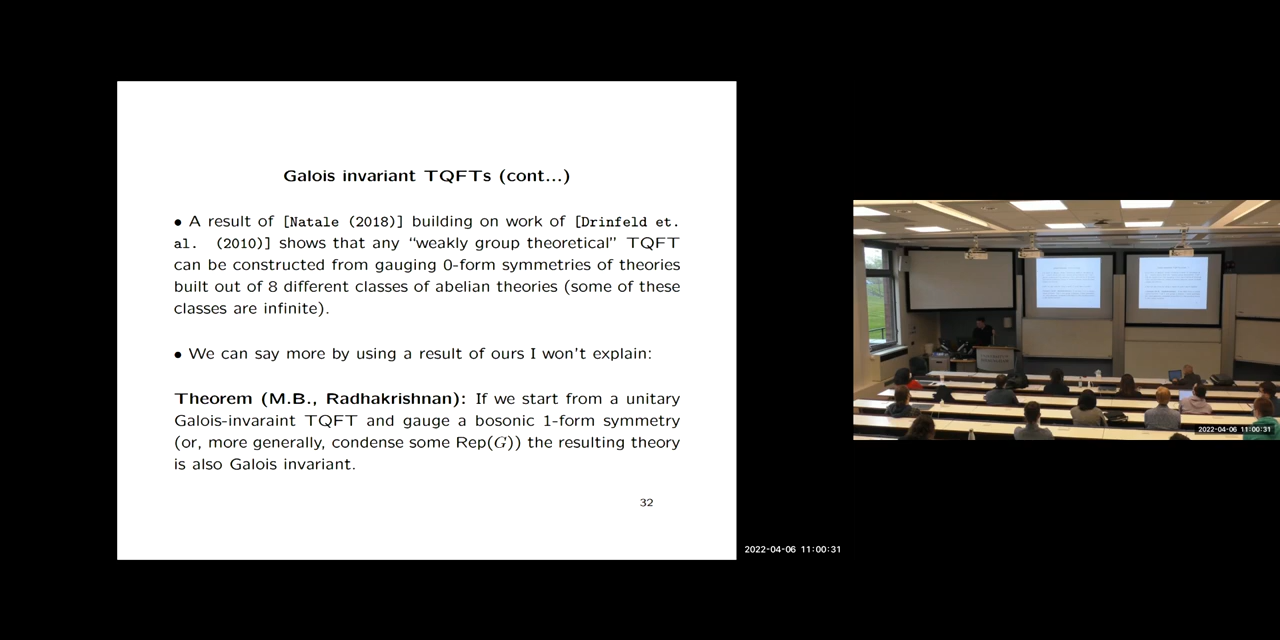 Galois invariant TQFTs (cont...)
• A result of [Natale (2018)] building on work of [Drinfeld et.
al. (2010)] shows that any “weakly group theoretical” TQFT
can be constructed from gauging 0-form symmetries of theories
built out of 8 different classes of abelian theories (some of these
classes are infinite).
• We can say more by using a result of ours I won't explain:
Theorem (M.B., Radhakrishnan): If we start from a unitary
Galois-invaraint TQFT and gauge a bosonic 1-form symmetry
(or, more generally, condense some Rep(G)) the resulting theory
is also Galois invariant.
32
2022-04-06 11:00:31
2022-04-06 11:00:31